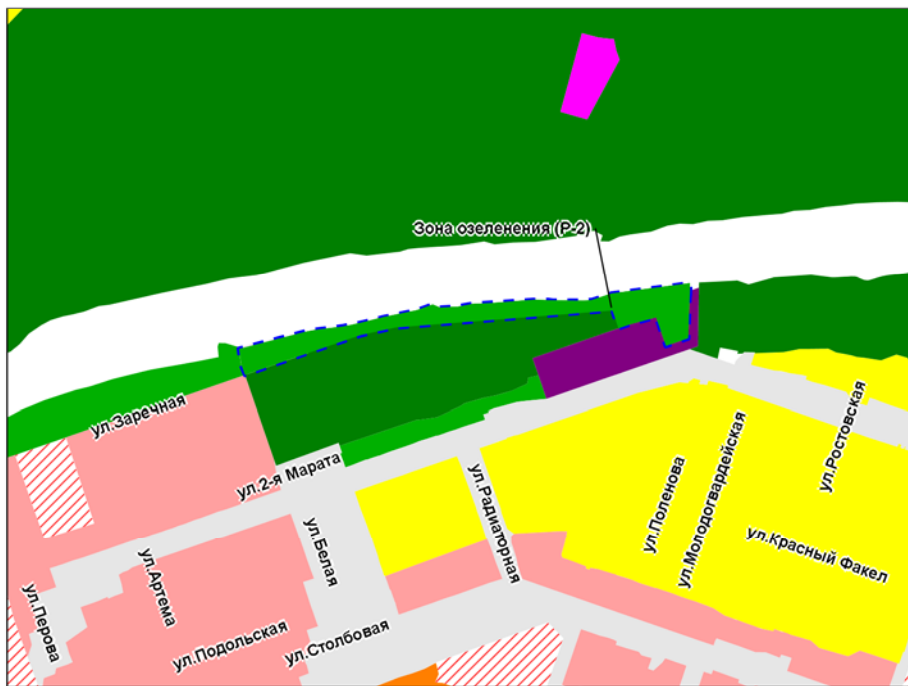 Зона озеленения (Р-2)
ул.Заречная
ул.2-я Марата
ул.Радиаторная
ул.Поленова
ул.Молодогвардейская
ул.Ростовская
ул.Красный Факел
ул.Белая
ул.Артема
ул.Перова
ул.Подольская
ул.Столбовая